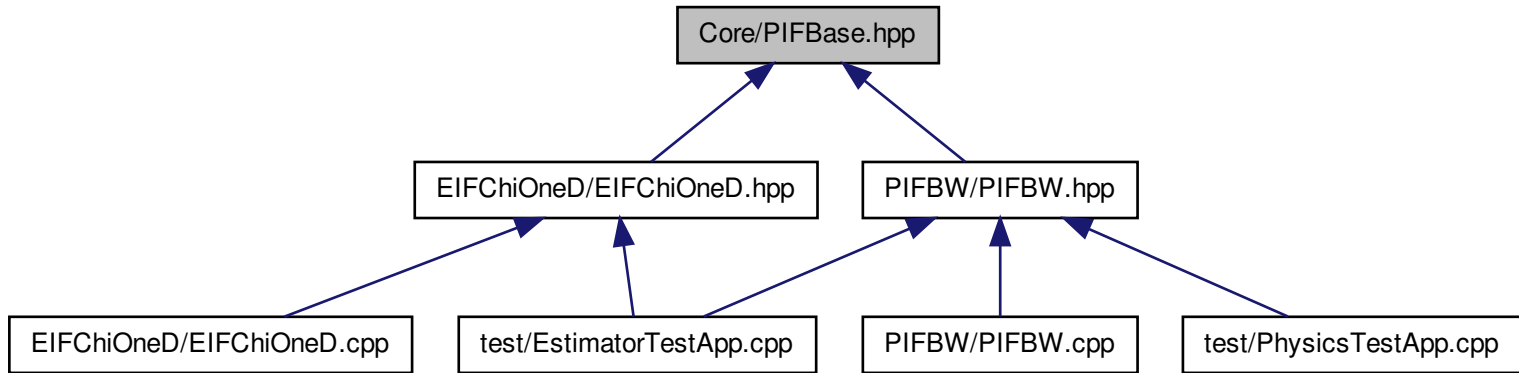 Core/PIFBase.hpp
EIFChiOneD/EIFChiOneD.hpp
PIFBW/PIFBW.hpp
EIFChiOneD/EIFChiOneD.cpp
test/EstimatorTestApp.cpp
PIFBW/PIFBW.cpp
test/PhysicsTestApp.cpp